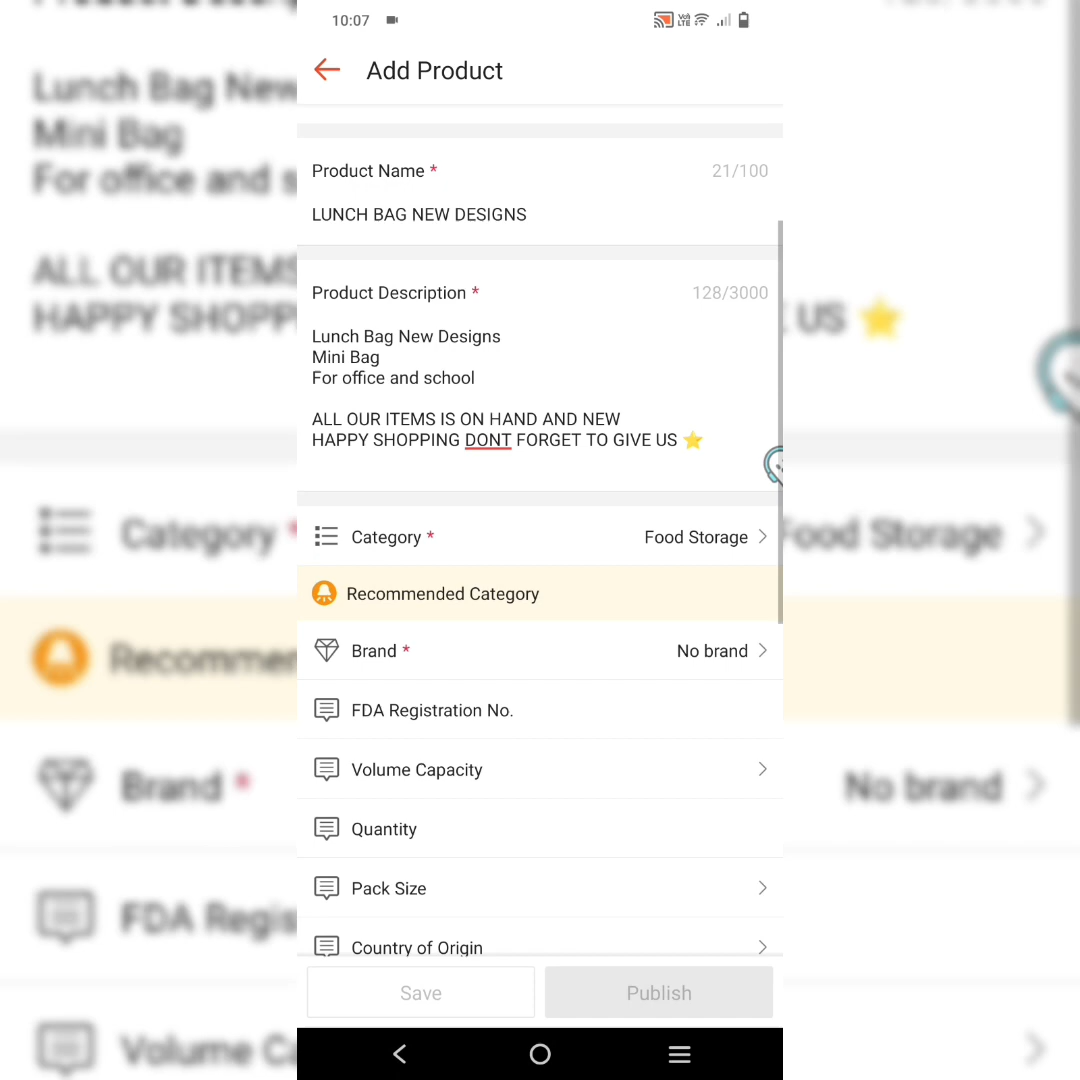 10:07
Add Product
Product Name * 21/100
LUNCH BAG NEW DESIGNS
Product Description * 128/3000
Lunch Bag New Designs
Mini Bag
For office and school
ALL OUR ITEMS IS ON HAND AND NEW
HAPPY SHOPPING DONT FORGET TO GIVE US ⭐
Category * Food Storage
Recommended Category
Brand * No brand
FDA Registration No.
Volume Capacity
Quantity
Pack Size
Country of Origin
Save Publish